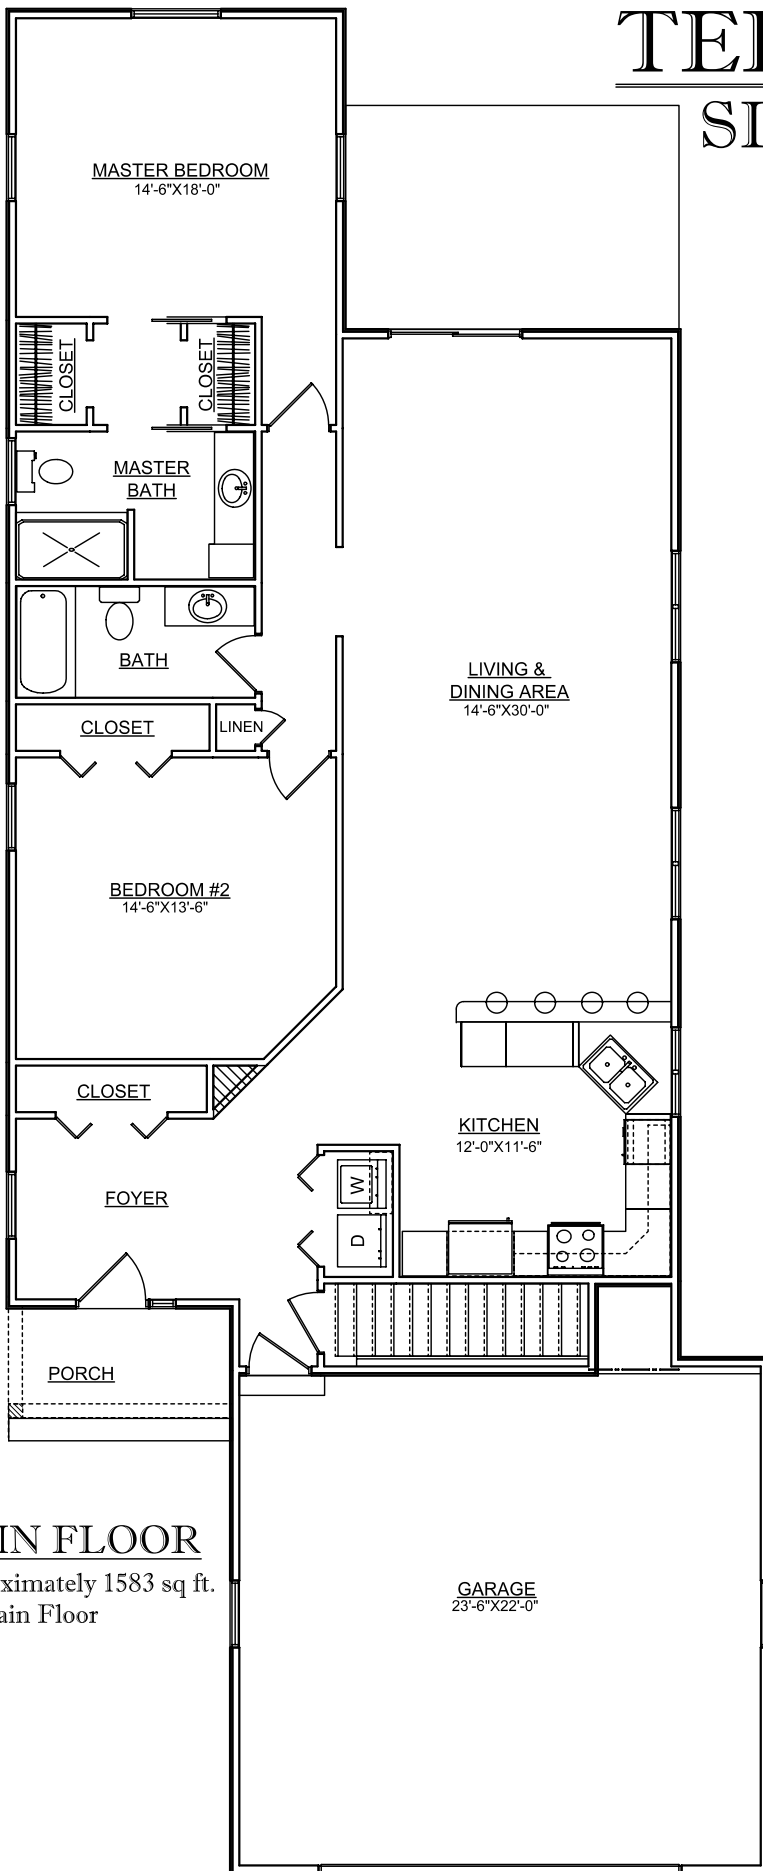 TE
SI
MASTER BEDROOM
14'-6"X18'-0"
CLOSET
CLOSET
MASTER
BATH
BATH
CLOSET
LINEN
LIVING &
DINING AREA
14'-6"X30'-0"
BEDROOM #2
14'-6"X13'-6"
CLOSET
KITCHEN
12'-0"X11'-6"
FOYER
W
D
PORCH
IN FLOOR
ximately 1583 sq ft.
ain Floor
GARAGE
23'-6"X22'-0"